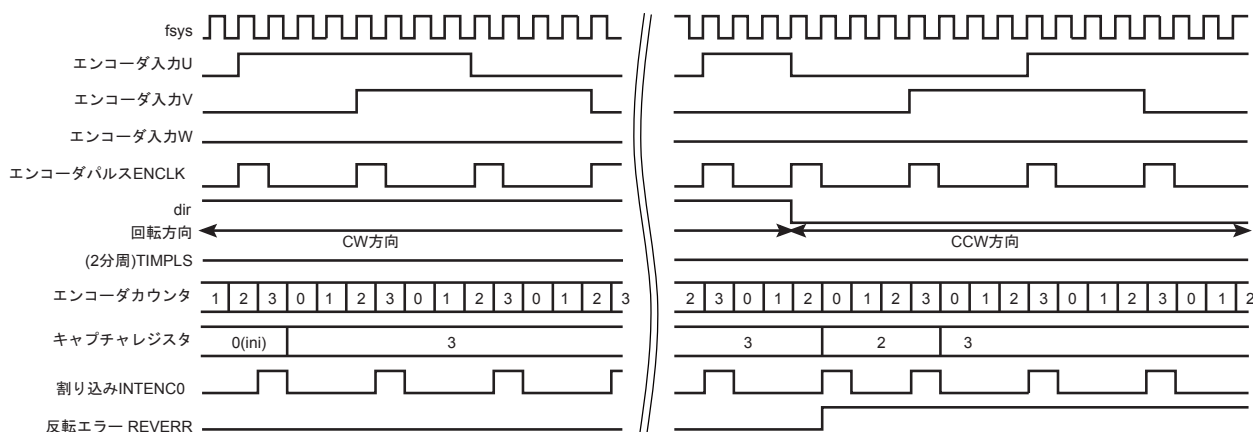 fsys
エンコーダ入力U
エンコーダ入力V
エンコーダ入力W
エンコーダパルスENCLK
dir
回転方向 CW方向 CCW方向
(2分周)TIMPLS
エンコーダカウンタ 1 2 3 0 1 2 3 0 1 2 3 0 1 2 3 2 3 0 1 2 0 1 2 3 0 1 2 3 0 1 2 3 0 1 2
キャプチャレジスタ 0(ini) 3 3 2 3
割り込みINTENC0
反転エラー REVERR